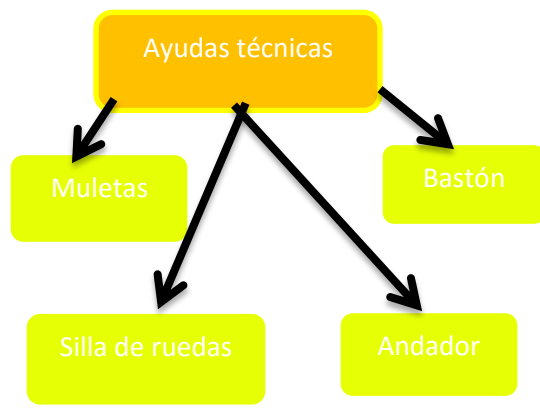 Ayudas técnicas
Muletas
Bastón
Silla de ruedas
Andador